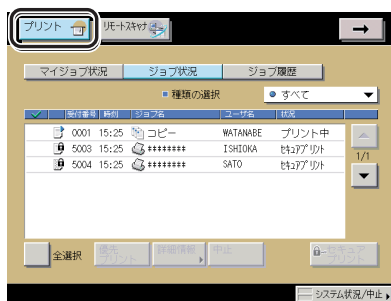 プリント リモートスキャナ
マイジョブ状況 ジョブ状況 ジョブ履歴
種類の選択 すべて
受付番号 時刻 ジョブ名 ユーザ名 状況
0001 15:25 コピー WATANABE プリント中
5003 15:25 ******** ISHIOKA セキュアプリント
5004 15:25 ******** SATO セキュアプリント
1/1
全選択 優先プリント 詳細情報 中止 セキュアプリント
システム状況/中止